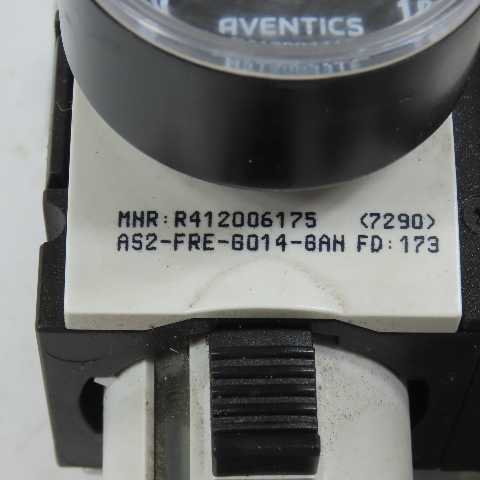 AVENTICS
MNR:R412006175 (7290)
AS2-FRE-G014-GAN FD:173